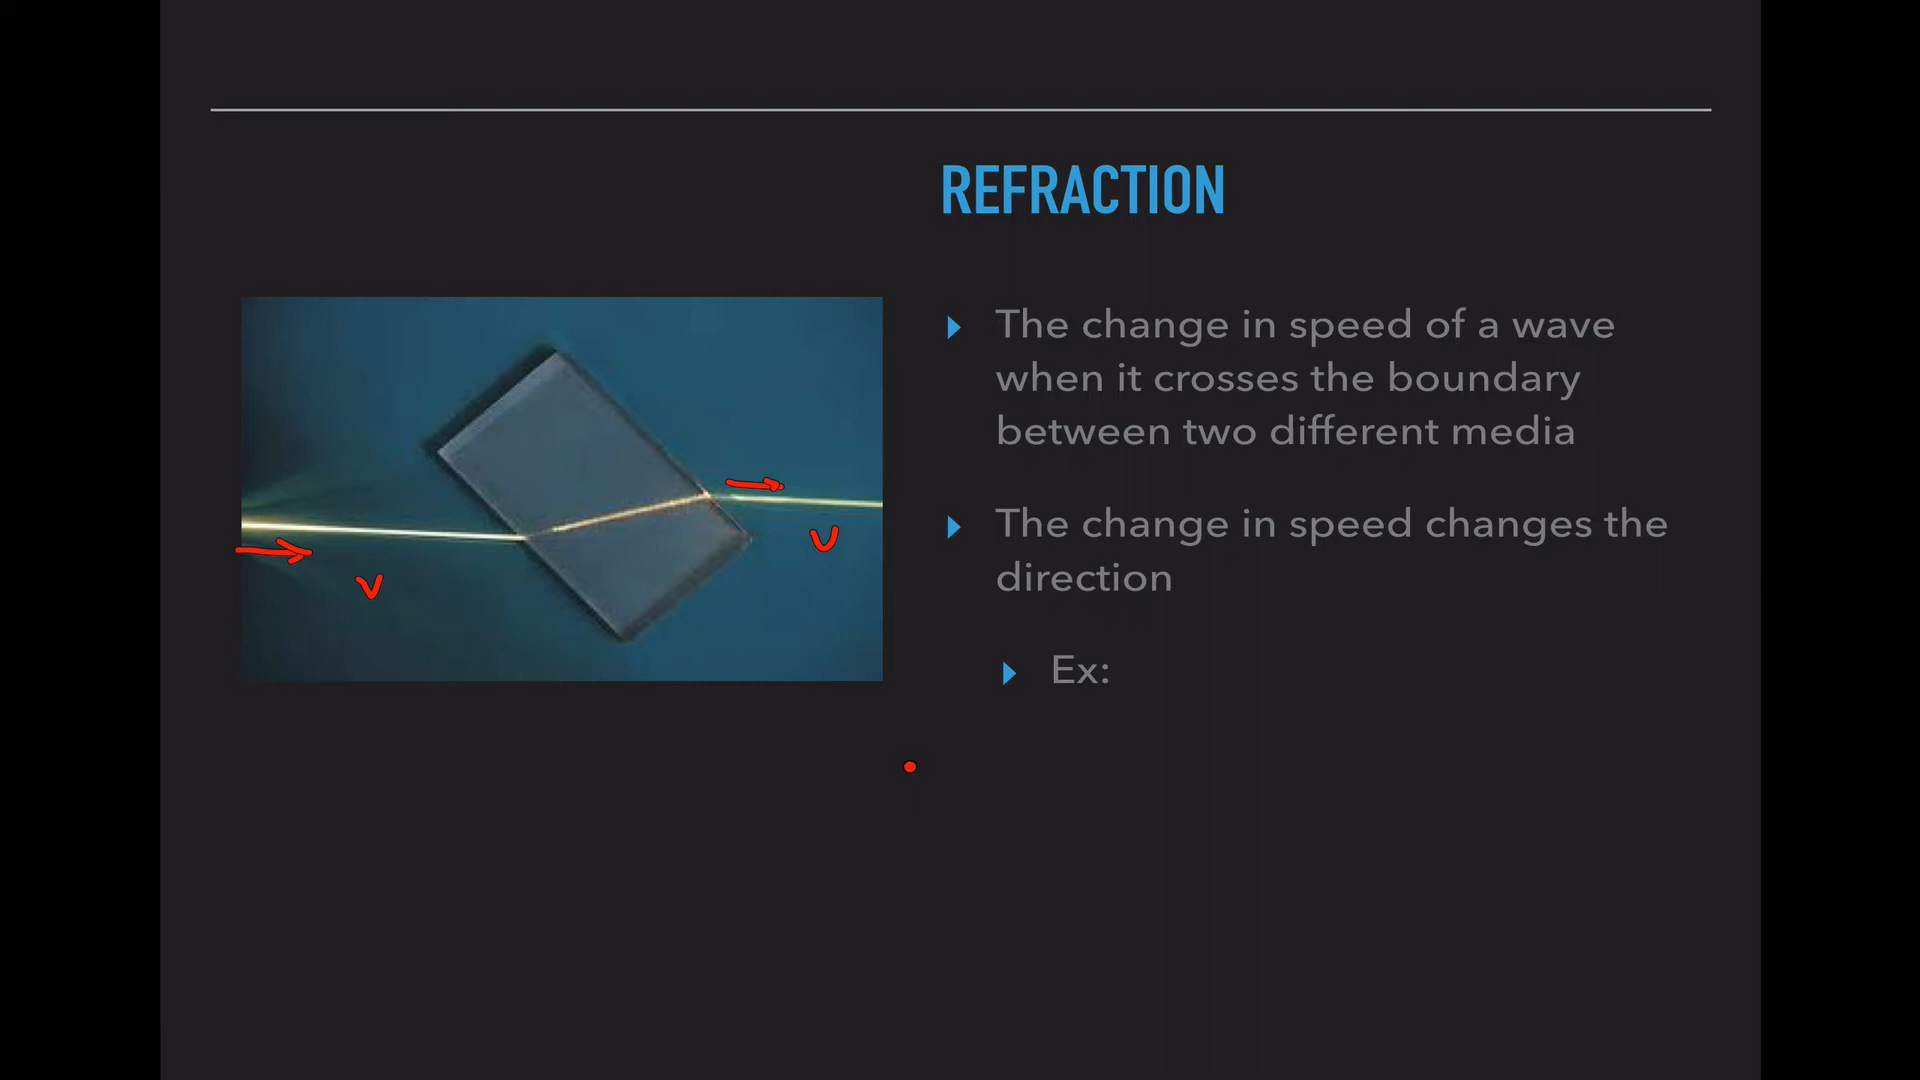 REFRACTION
The change in speed of a wave
when it crosses the boundary
between two different media
The change in speed changes the
direction
Ex:
v
v